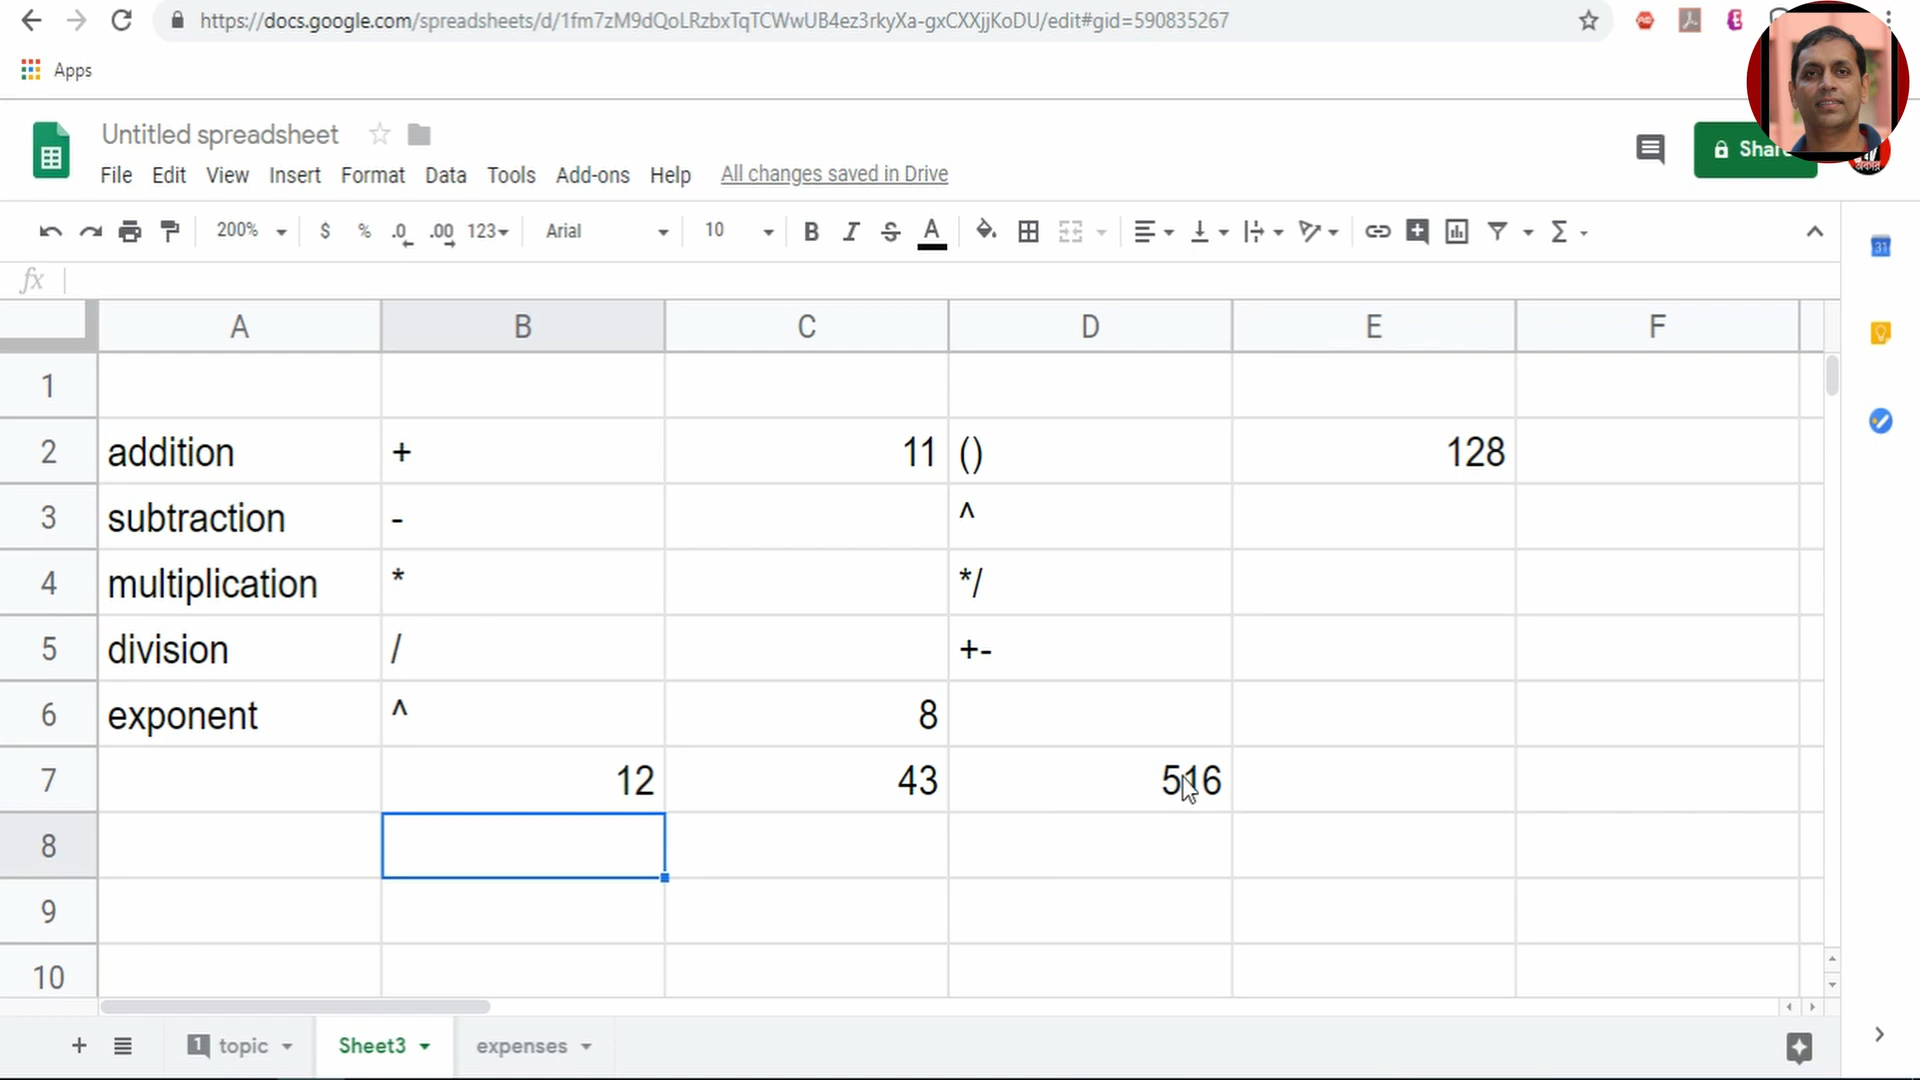 https://docs.google.com/spreadsheets/d/1fm7zM9dQoLRzbxTqTCWwUB4ez3rkyXa-gxCXXjjKoDU/edit#gid=590835267
Apps
Untitled spreadsheet
File Edit View Insert Format Data Tools Add-ons Help All changes saved in Drive
Share
200% $ % .0 .00 123 Arial 10 B I S A Σ
31
fx
A B C D E F
1
2 addition + 11 () 128
3 subtraction - ^
4 multiplication * */
5 division / +-
6 exponent ^ 8
7 12 43 516
8
9
10
+ 1 topic Sheet3 expenses